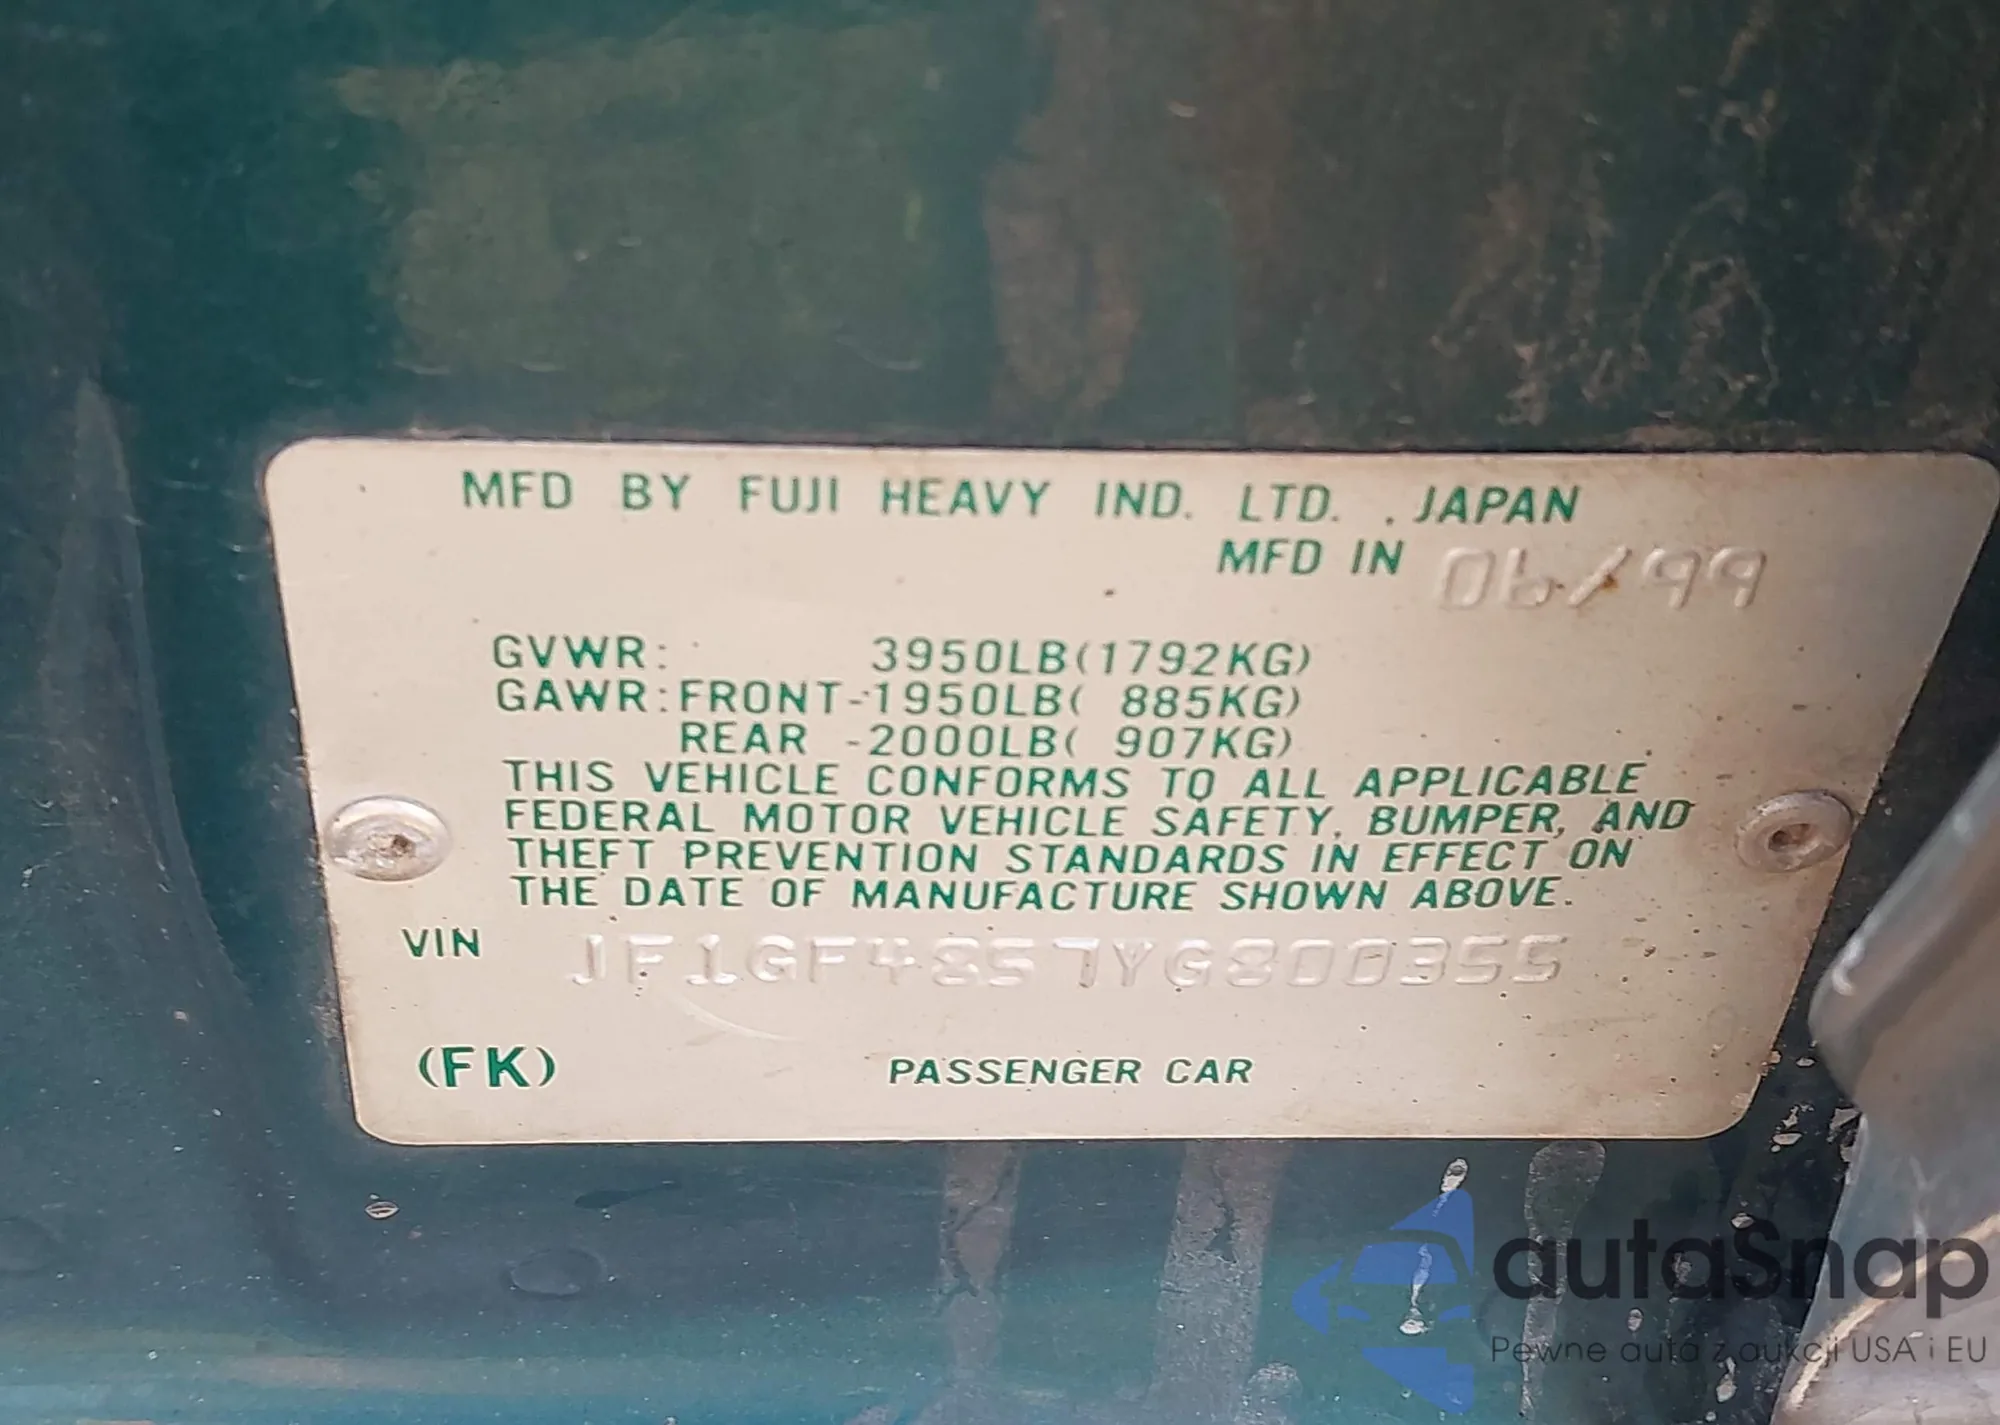 MFD BY FUJI HEAVY IND. LTD. , JAPAN
MFD IN 06/99
GVWR: 3950LB(1792KG)
GAWR:FRONT-1950LB( 885KG)
REAR -2000LB( 907KG)
THIS VEHICLE CONFORMS TO ALL APPLICABLE
FEDERAL MOTOR VEHICLE SAFETY, BUMPER, AND
THEFT PREVENTION STANDARDS IN EFFECT ON
THE DATE OF MANUFACTURE SHOWN ABOVE.
VIN JF1GF4857YG800355
(FK) PASSENGER CAR
autaSnap
Pewne auta z aukcji USA i EU